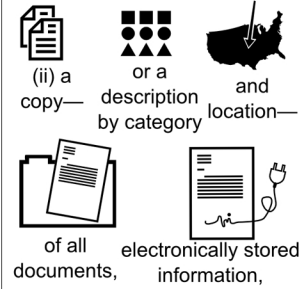 (ii) a
copy—
or a
description
by category
and
location—
of all
documents,
electronically stored
information,